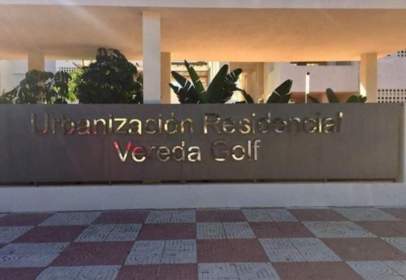 Urbanización Residencial
Vereda Golf